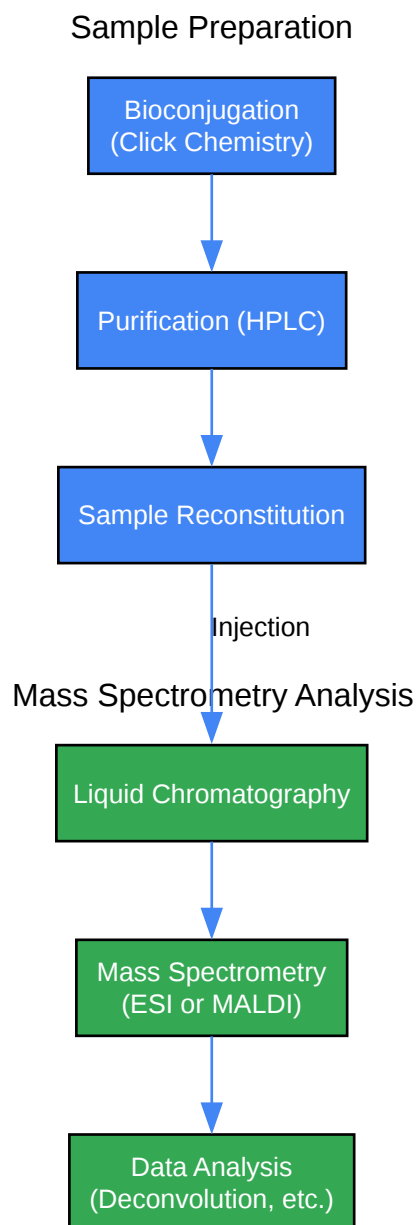 Sample Preparation
Bioconjugation
(Click Chemistry)
Purification (HPLC)
Sample Reconstitution
Injection
Mass Spectrometry Analysis
Liquid Chromatography
Mass Spectrometry
(ESI or MALDI)
Data Analysis
(Deconvolution, etc.)